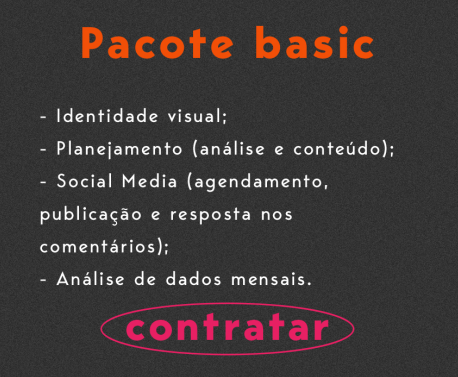 Pacote basic
- Identidade visual;
- Planejamento (análise e conteúdo);
- Social Media (agendamento,
publicação e resposta nos
comentários);
- Análise de dados mensais.
contratar